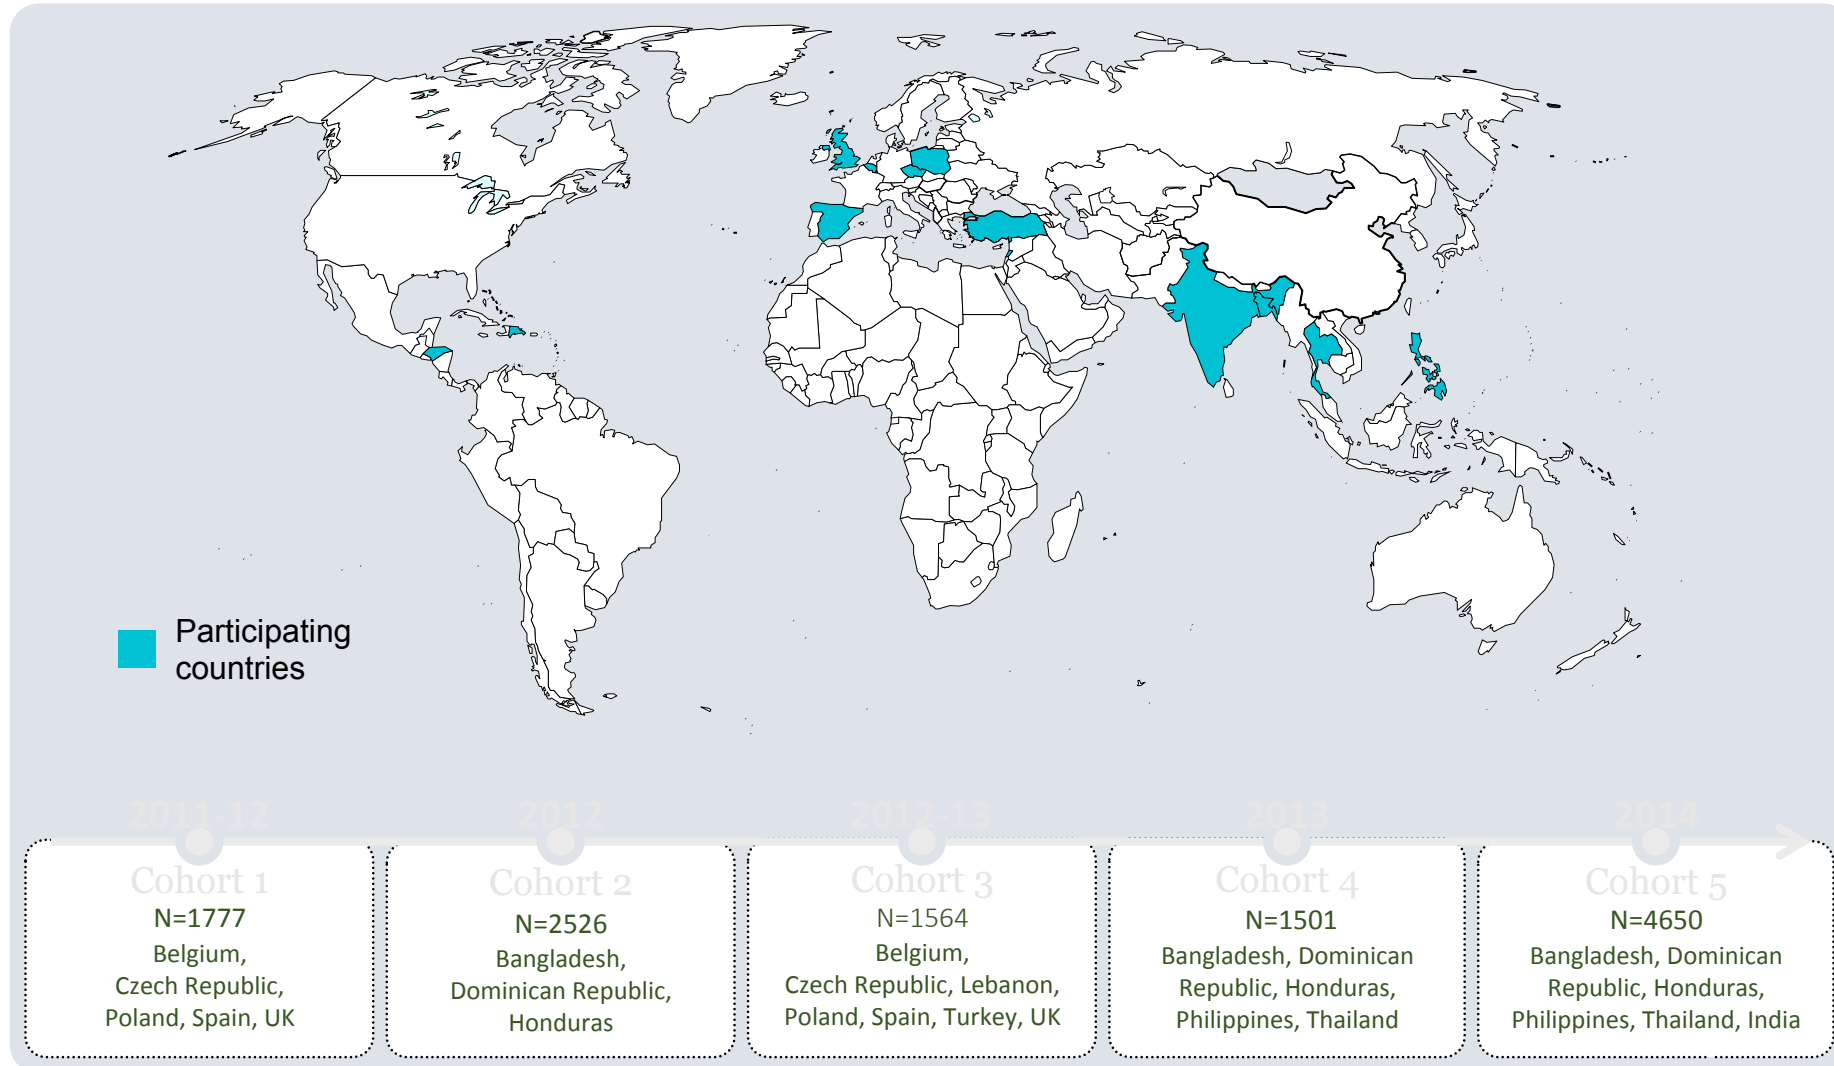 Participating
countries
2011-12
2012
2012-13
2013
2014
Cohort 1
N=1777
Belgium,
Czech Republic,
Poland, Spain, UK
Cohort 2
N=2526
Bangladesh,
Dominican Republic,
Honduras
Cohort 3
N=1564
Belgium,
Czech Republic, Lebanon,
Poland, Spain, Turkey, UK
Cohort 4
N=1501
Bangladesh, Dominican
Republic, Honduras,
Philippines, Thailand
Cohort 5
N=4650
Bangladesh, Dominican
Republic, Honduras,
Philippines, Thailand, India